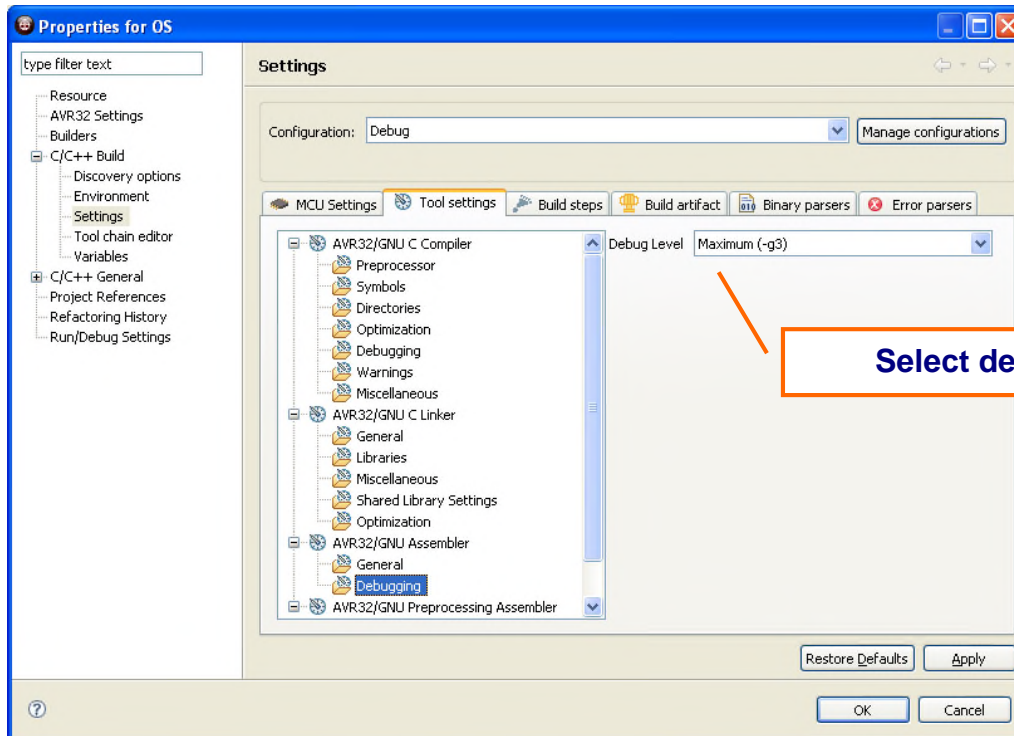 Properties for OS
type filter text
Resource
AVR32 Settings
Builders
C/C++ Build
Discovery options
Environment
Settings
Tool chain editor
Variables
C/C++ General
Project References
Refactoring History
Run/Debug Settings
Settings
Configuration: Debug Manage configurations
MCU Settings Tool settings Build steps Build artifact Binary parsers Error parsers
AVR32/GNU C Compiler
Preprocessor
Symbols
Directories
Optimization
Debugging
Warnings
Miscellaneous
AVR32/GNU C Linker
General
Libraries
Miscellaneous
Shared Library Settings
Optimization
AVR32/GNU Assembler
General
Debugging
AVR32/GNU Preprocessing Assembler
Debug Level Maximum (-g3)
Select de
Restore Defaults Apply
OK Cancel